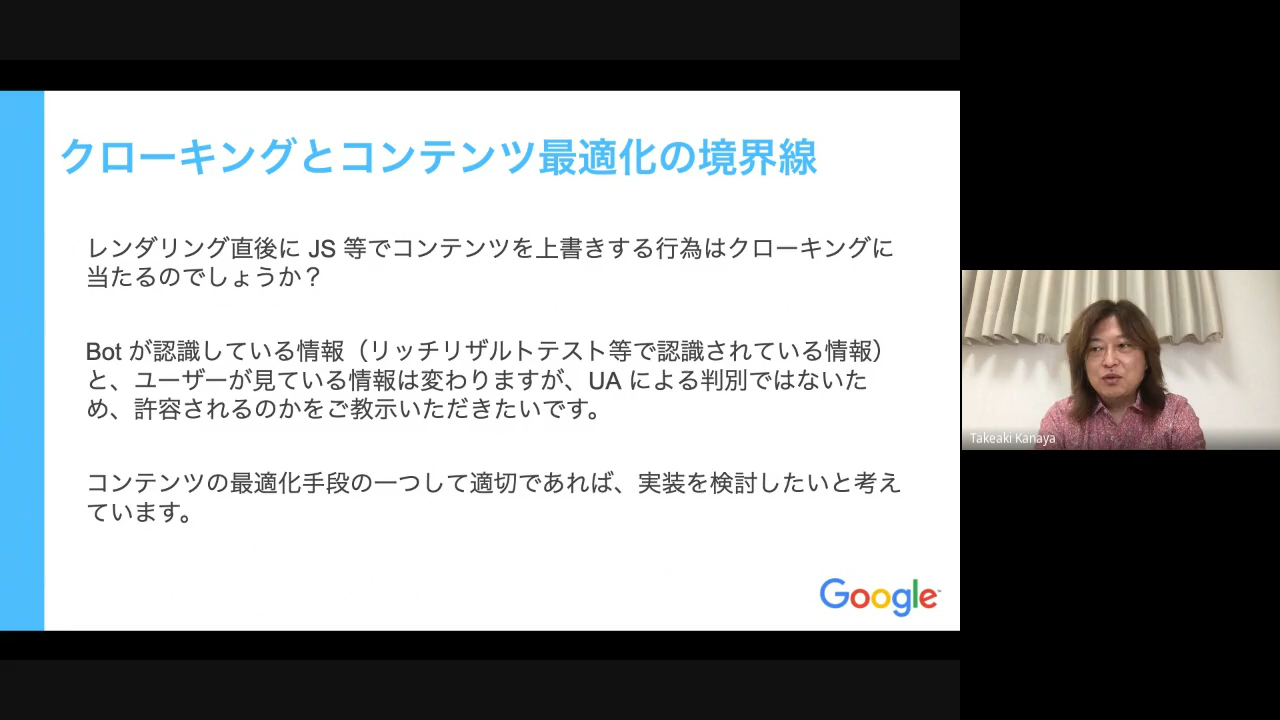 クローキングとコンテンツ最適化の境界線
レンダリング直後に JS 等でコンテンツを上書きする行為はクローキングに
当たるのでしょうか？
Bot が認識している情報（リッチリザルトテスト等で認識されている情報）
と、ユーザーが見ている情報は変わりますが、UA による判別ではないた
め、許容されるのかをご教示いただきたいです。
コンテンツの最適化手段の一つして適切であれば、実装を検討したいと考え
ています。
Google
Takeaki Kanaya